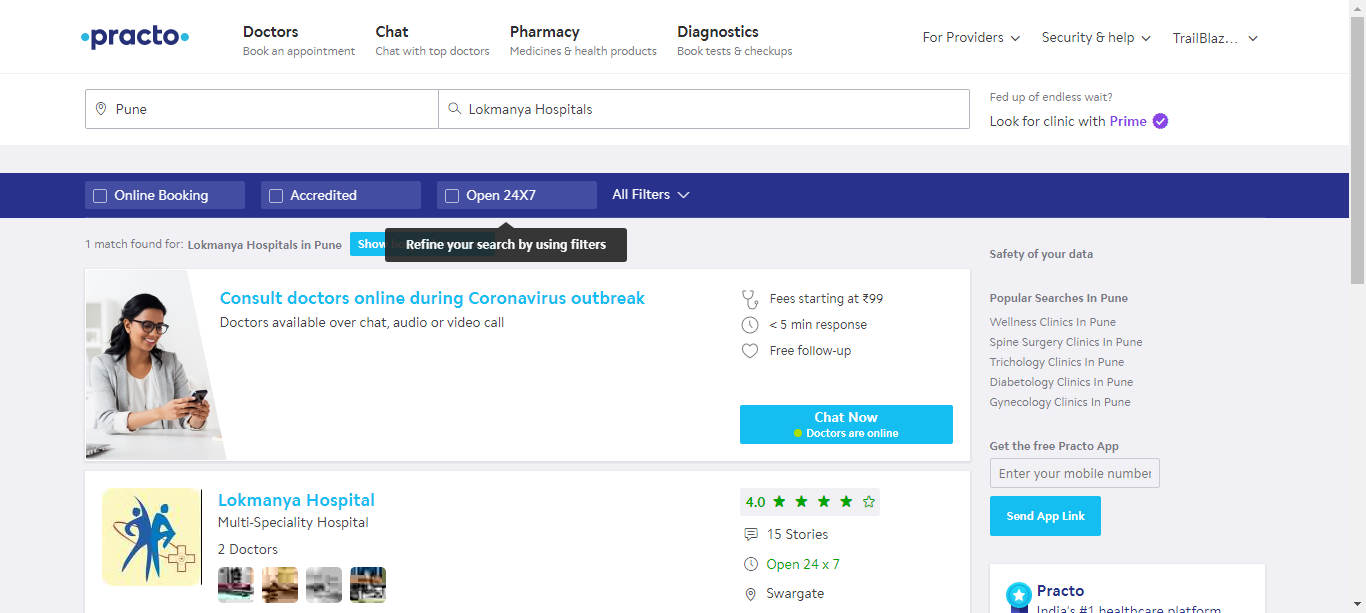 practo
Doctors
Book an appointment
Chat
Chat with top doctors
Pharmacy
Medicines & health products
Diagnostics
Book tests & checkups
For Providers
Security & help
TrailBlaz...
Pune
Lokmanya Hospitals
Fed up of endless wait?
Look for clinic with Prime
Online Booking
Accredited
Open 24X7
All Filters
1 match found for: Lokmanya Hospitals in Pune
Show
Refine your search by using filters
Consult doctors online during Coronavirus outbreak
Doctors available over chat, audio or video call
Fees starting at ₹99
< 5 min response
Free follow-up
Chat Now
Doctors are online
Lokmanya Hospital
Multi-Speciality Hospital
2 Doctors
4.0
15 Stories
Open 24 x 7
Swargate
Safety of your data
Popular Searches In Pune
Wellness Clinics In Pune
Spine Surgery Clinics In Pune
Trichology Clinics In Pune
Diabetology Clinics In Pune
Gynecology Clinics In Pune
Get the free Practo App
Enter your mobile number
Send App Link
Practo
India's #1 healthcare platform